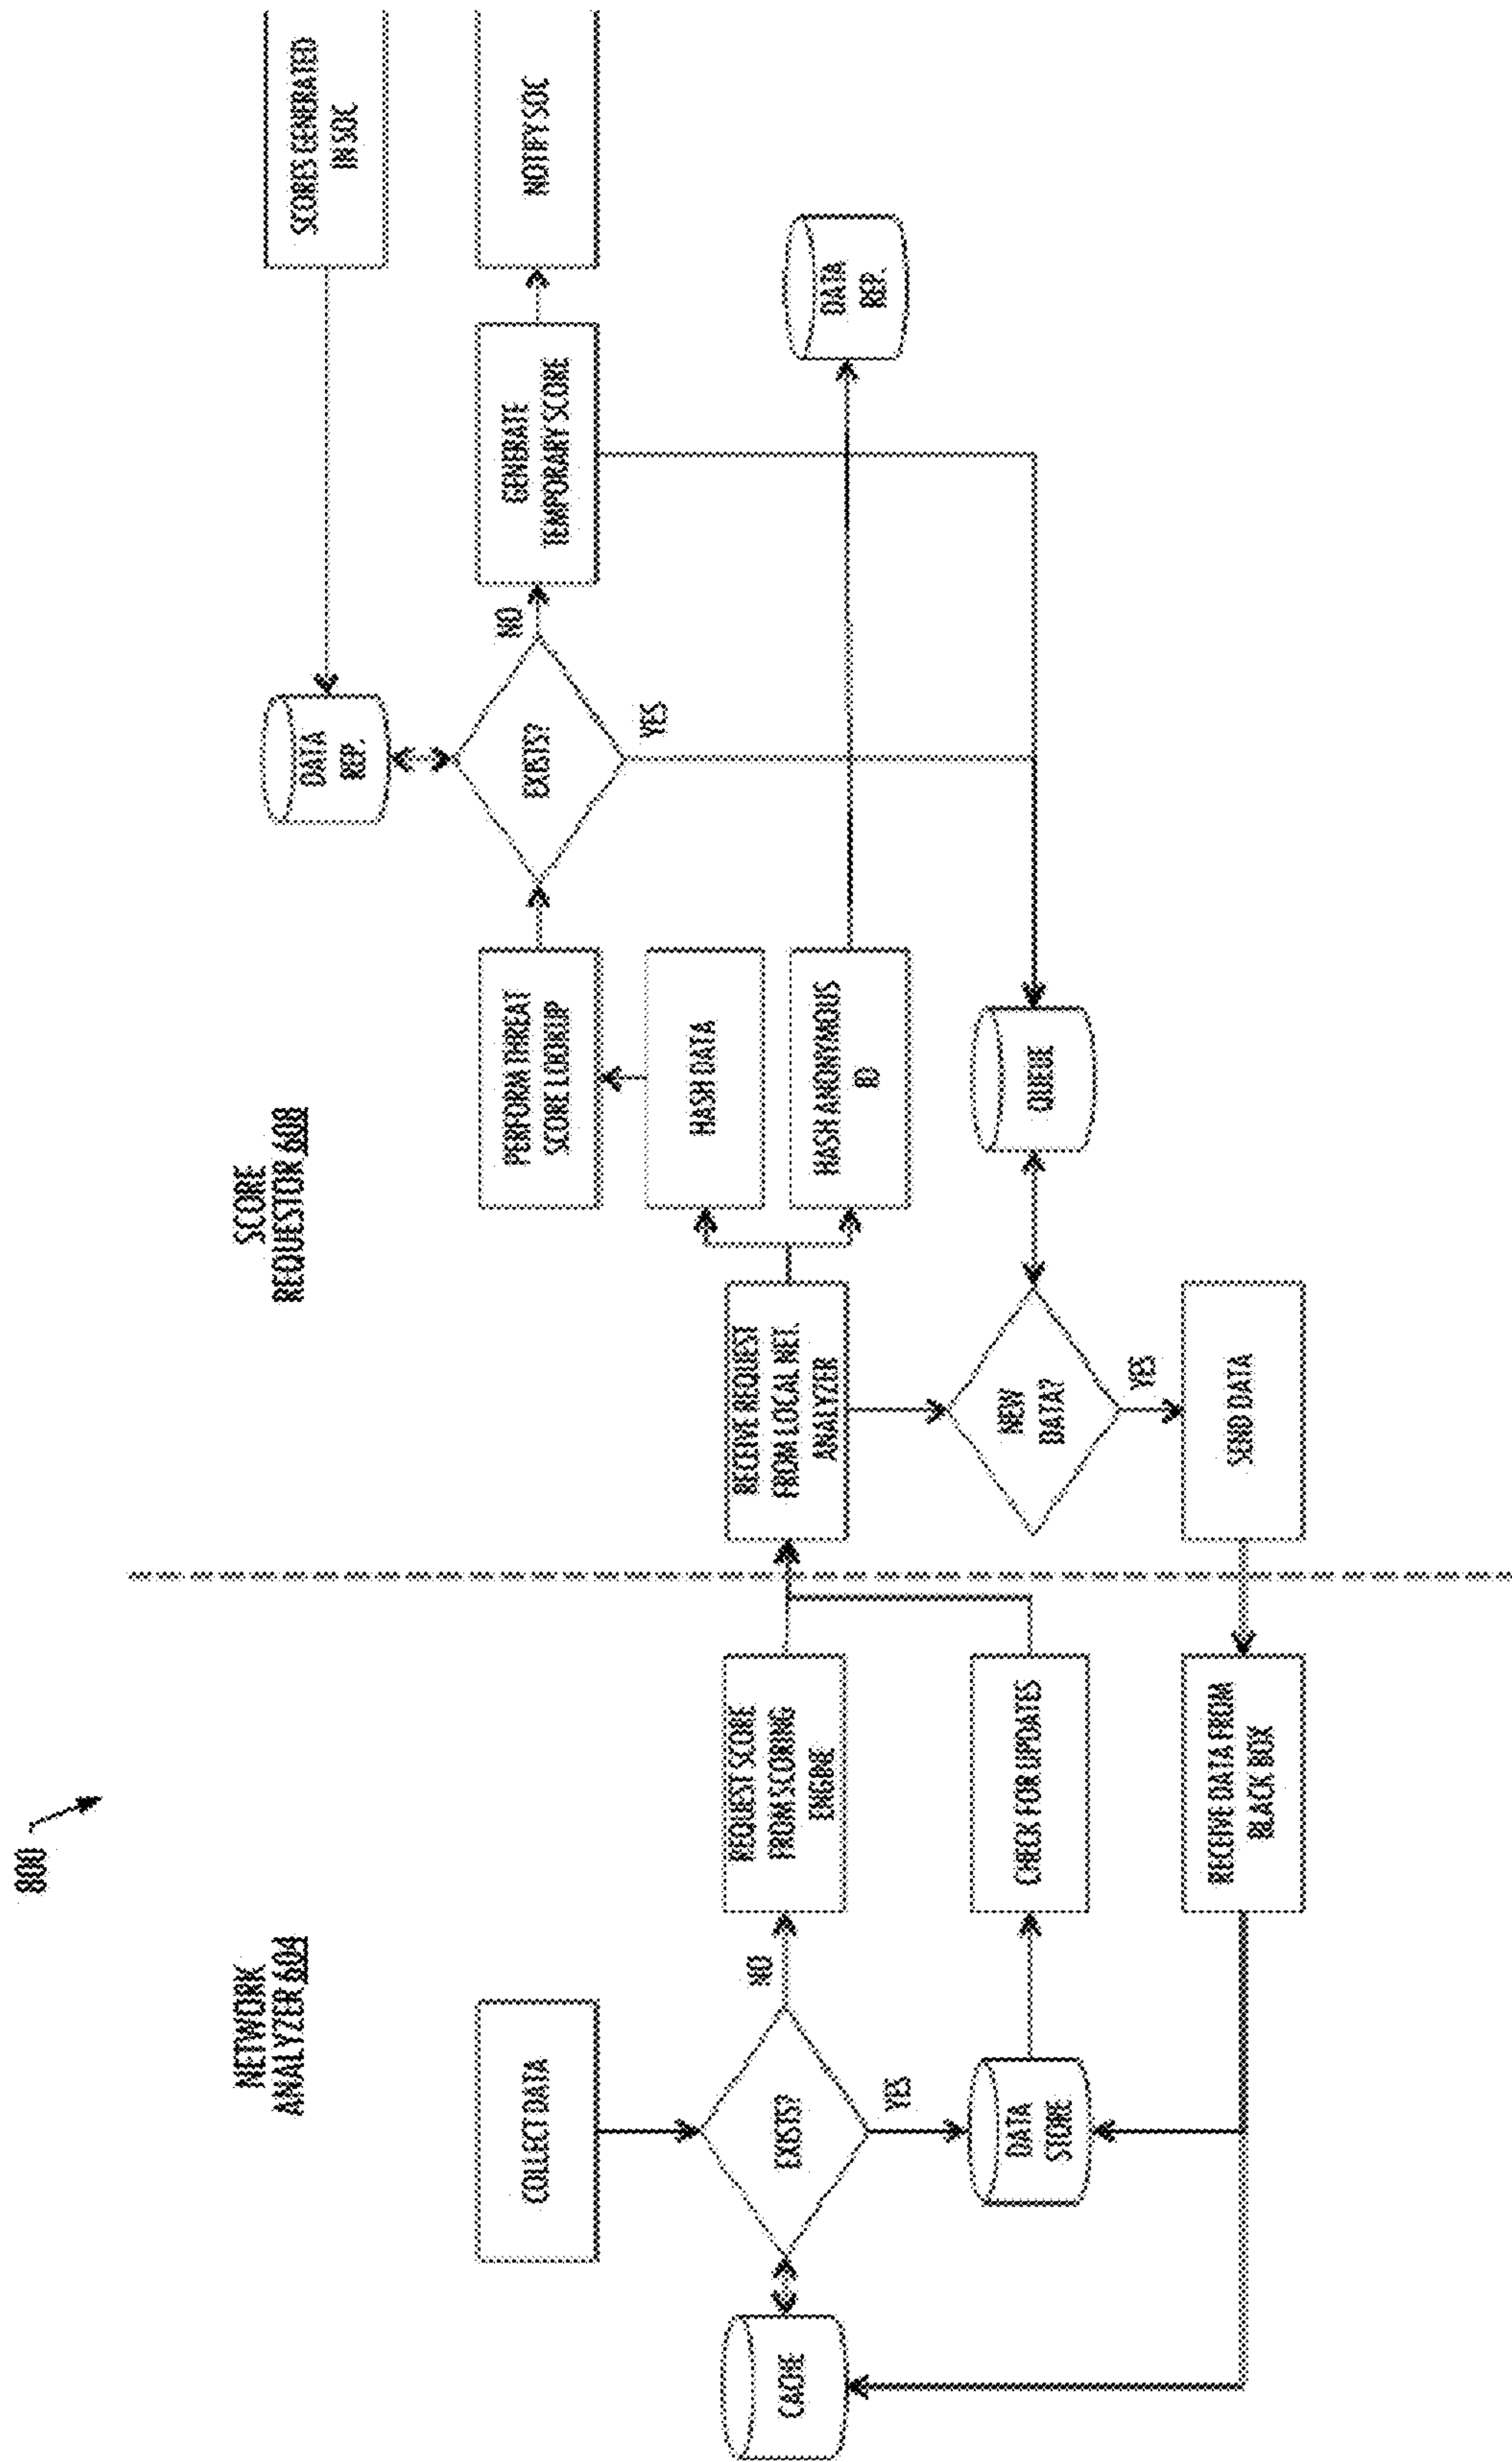 800
NETWORK
ANALYZER 604
SCORE
REQUESTOR 608
COLLECT DATA
CACHE
EXISTS?
NO
YES
DATA
STORE
REQUEST SCORE
FROM SCORING
ENGINE
CHECK FOR UPDATES
RECEIVE DATA FROM
BLACK BOX
RECEIVE REQUEST
FROM LOCAL NET.
ANALYZER
NEW
DATA?
YES
SEND DATA
PERFORM THREAT
SCORE LOOKUP
HASH DATA
HASH ANONYMOUS
ID
QUEUE
DATA
REP.
EXISTS?
NO
YES
GENERATE
TEMPORARY SCORE
DATA
REP.
SCORES GENERATED
IN SOC
NOTIFY SOC